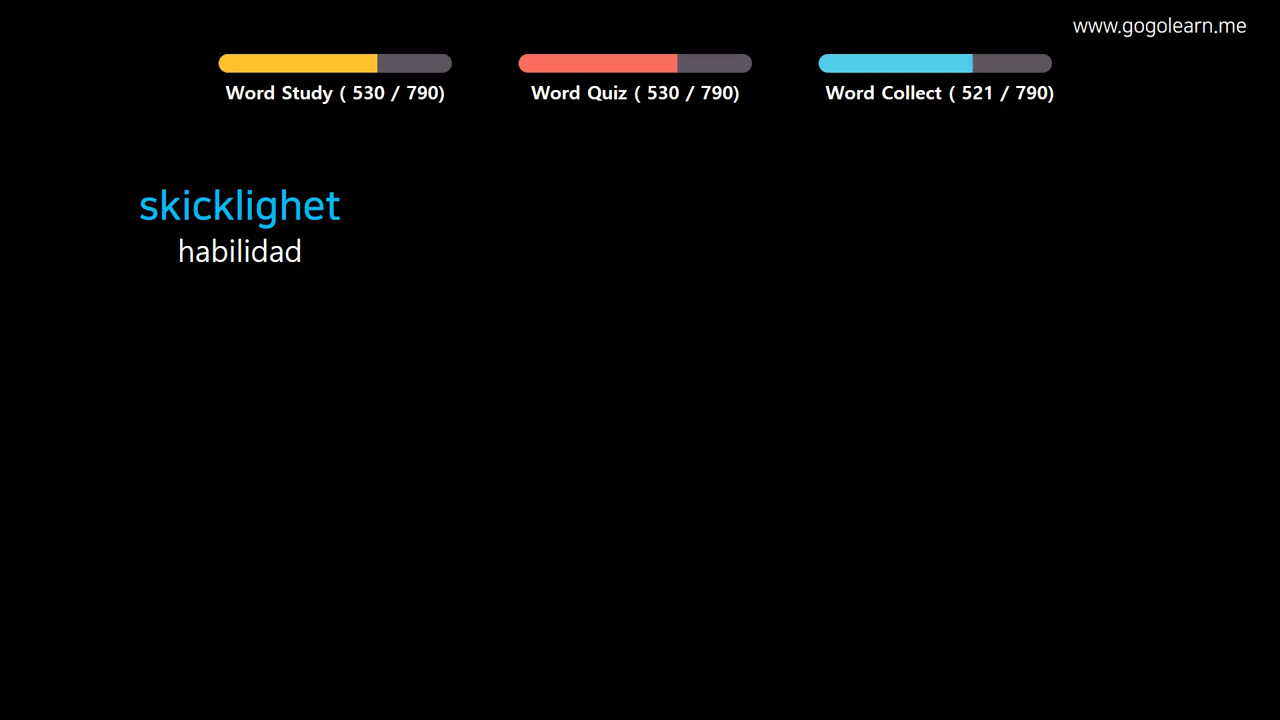 www.gogolearn.me
Word Study ( 530 / 790)
Word Quiz ( 530 / 790)
Word Collect ( 521 / 790)
skicklighet
habilidad